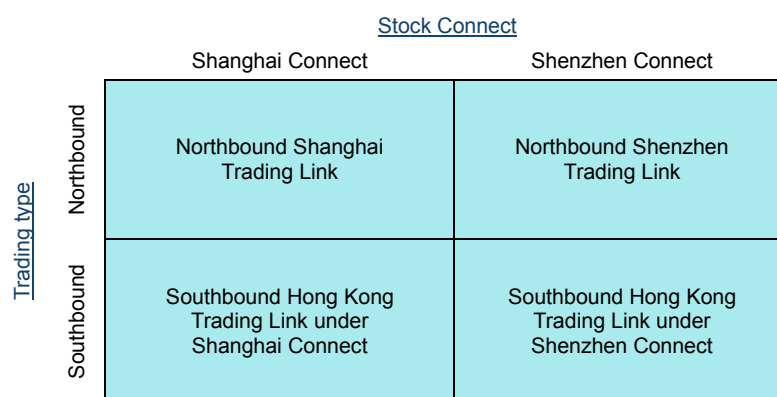 Stock Connect
Shanghai Connect
Shenzhen Connect
Trading type
Northbound
Northbound Shanghai
Trading Link
Northbound Shenzhen
Trading Link
Southbound
Southbound Hong Kong
Trading Link under
Shanghai Connect
Southbound Hong Kong
Trading Link under
Shenzhen Connect